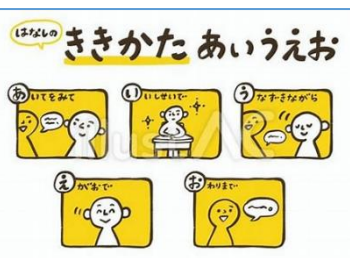 はなしの
ききかた あいうえお
あいてをみて
いいしせいで
うなずきながら
えがおで
おわりまで